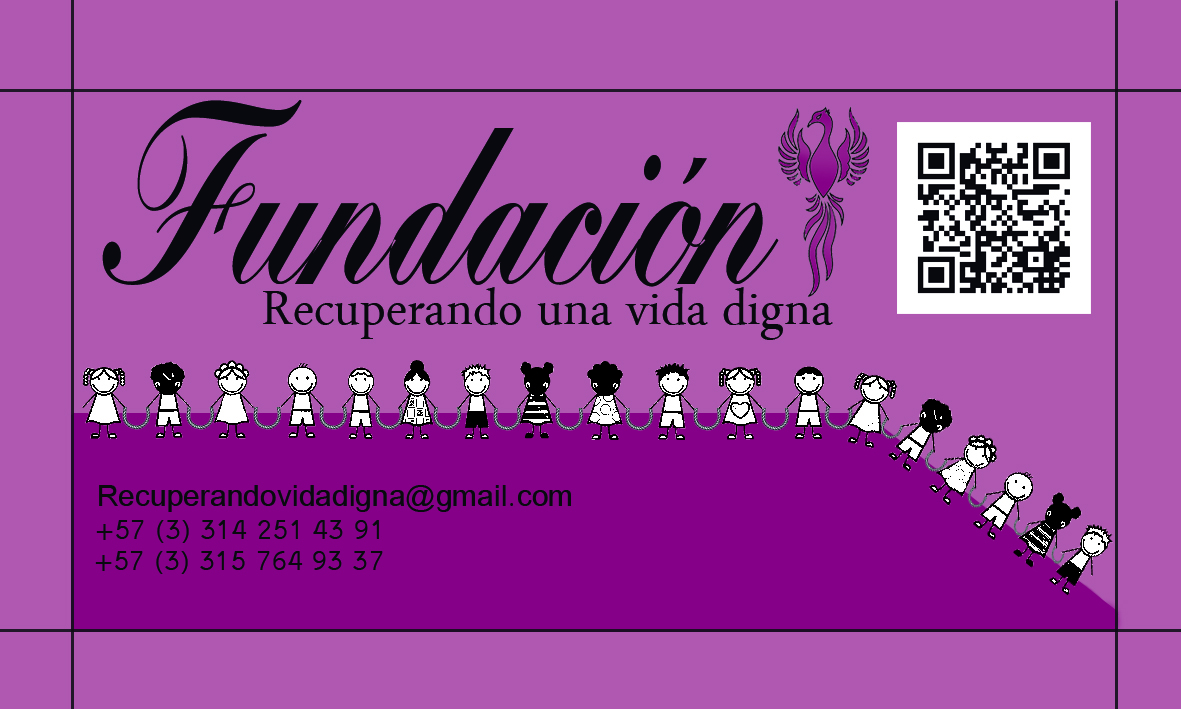 Fundación
Recuperando una vida digna
Recuperandovidadigna@gmail.com
+57 (3) 314 251 43 91
+57 (3) 315 764 93 37